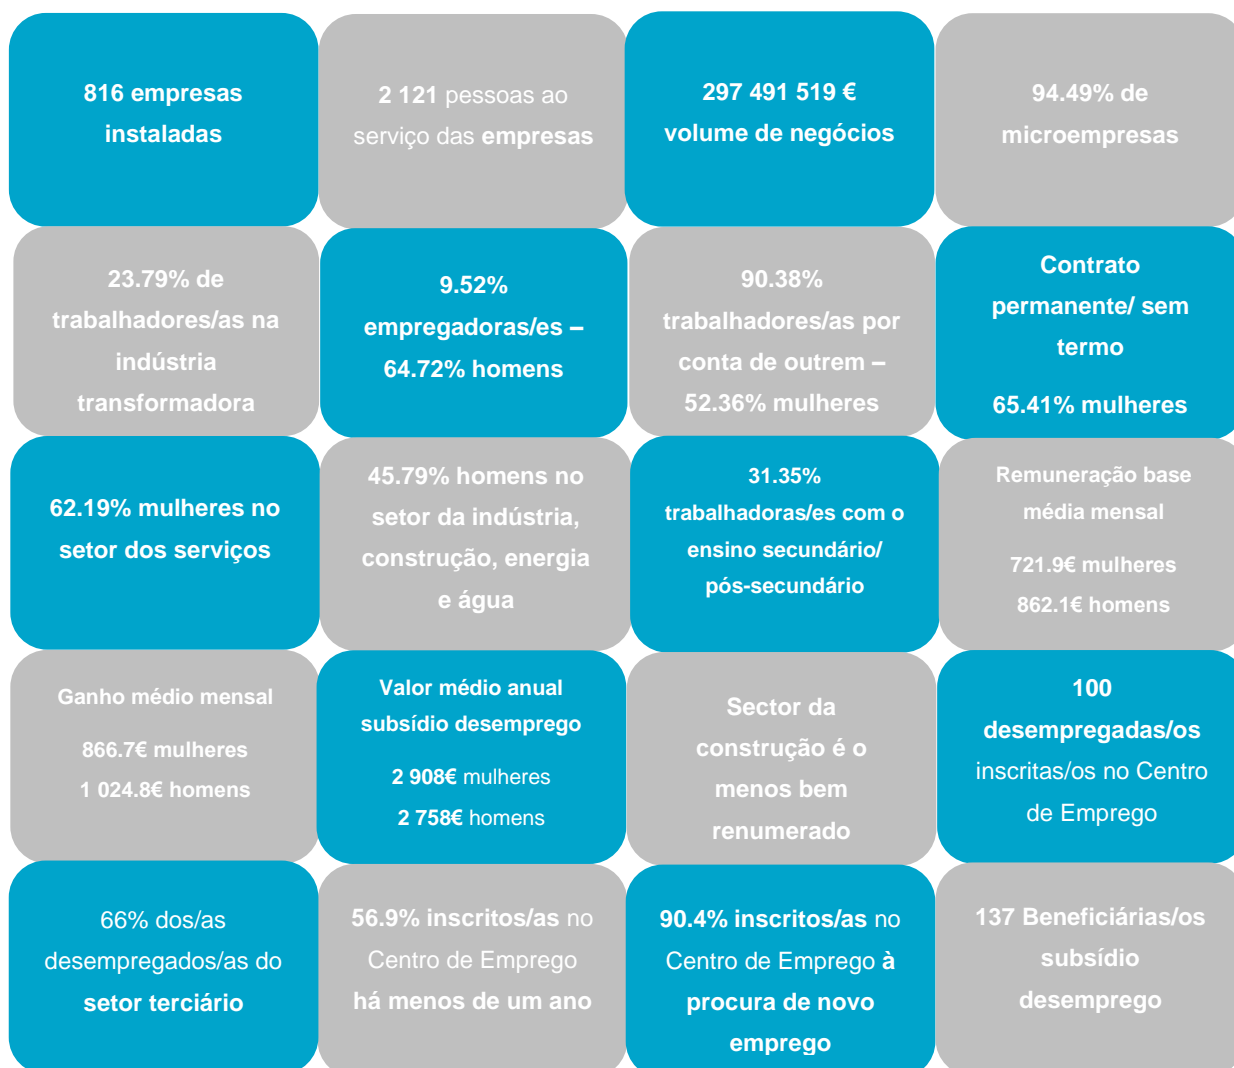 816 empresas
instaladas
2 121 pessoas ao
serviço das empresas
297 491 519 €
volume de negócios
94.49% de
microempresas
23.79% de
trabalhadores/as na
indústria
transformadora
9.52%
empregadoras/es –
64.72% homens
90.38%
trabalhadores/as por
conta de outrem –
52.36% mulheres
Contrato
permanente/ sem
termo
65.41% mulheres
62.19% mulheres no
setor dos serviços
45.79% homens no
setor da indústria,
construção, energia
e água
31.35%
trabalhadoras/es com o
ensino secundário/
pós-secundário
Remuneração base
média mensal
721.9€ mulheres
862.1€ homens
Ganho médio mensal
866.7€ mulheres
1 024.8€ homens
Valor médio anual
subsídio desemprego
2 908€ mulheres
2 758€ homens
Sector da
construção é o
menos bem
renumerado
100
desempregadas/os
inscritas/os no Centro
de Emprego
66% dos/as
desempregados/as do
setor terciário
56.9% inscritos/as no
Centro de Emprego
há menos de um ano
90.4% inscritos/as no
Centro de Emprego à
procura de novo
emprego
137 Beneficiárias/os
subsídio
desemprego